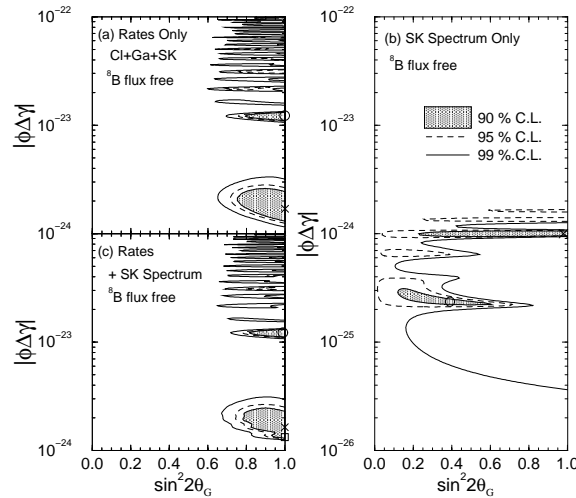 10⁻²²
(a) Rates Only
Cl+Ga+SK
⁸B flux free
|ϕΔγ|
10⁻²³
10⁻²⁴
(c) Rates
+ SK Spectrum
⁸B flux free
|ϕΔγ|
10⁻²³
10⁻²⁴
0.0 0.2 0.4 0.6 0.8 1.0
sin²2θ_G
10⁻²³
(b) SK Spectrum Only
⁸B flux free
90 % C.L.
95 % C.L.
99 % C.L.
|ϕΔγ|
10⁻²⁴
10⁻²⁵
10⁻²⁶
0.0 0.2 0.4 0.6 0.8 1.0
sin²2θ_G